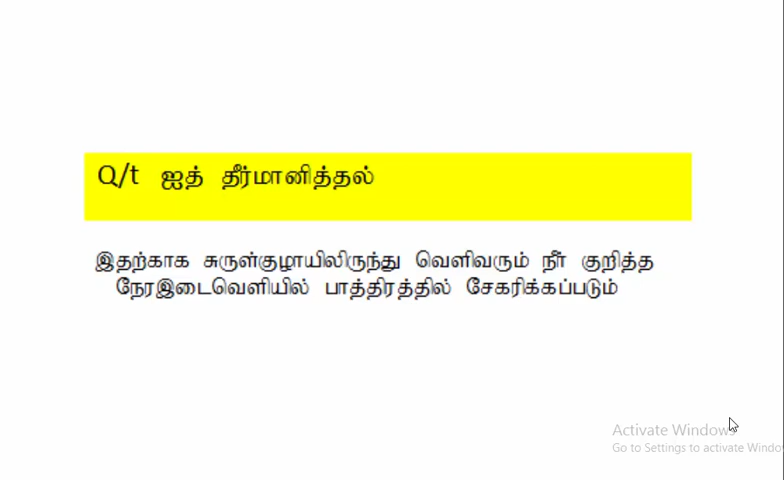 Q/t ஐத் தீர்மானித்தல்
இதற்காக சுருள்குழாயிலிருந்து வெளிவரும் நீர் குறித்த
நேரஇடைவெளியில் பாத்திரத்தில் சேகரிக்கப்படும்
Activate Windows
Go to Settings to activate Windo